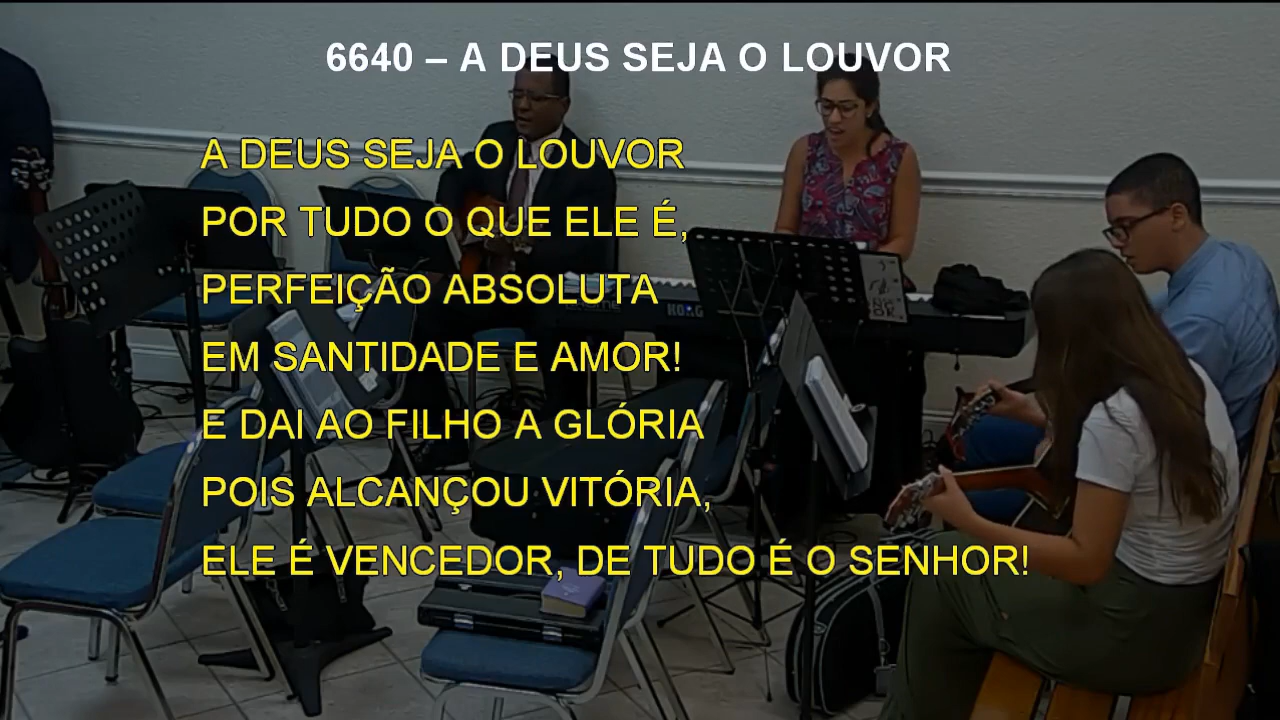 6640 – A DEUS SEJA O LOUVOR
A DEUS SEJA O LOUVOR
POR TUDO O QUE ELE É,
PERFEIÇÃO ABSOLUTA
KORG
EM SANTIDADE E AMOR!
E DAI AO FILHO A GLÓRIA
POIS ALCANÇOU VITÓRIA,
ELE É VENCEDOR, DE TUDO É O SENHOR!